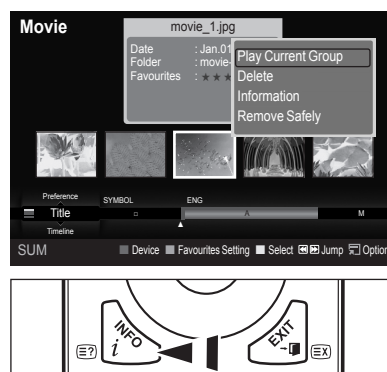 Movie
movie_1.jpg
Date : Jan.01
Folder : movie-
Favourites : ★ ★ ★
Play Current Group
Delete
Information
Remove Safely
Preference
SYMBOL ENG
Title A M
Timeline
SUM Device Favourites Setting Select Jump Option
INFO
i
EXIT